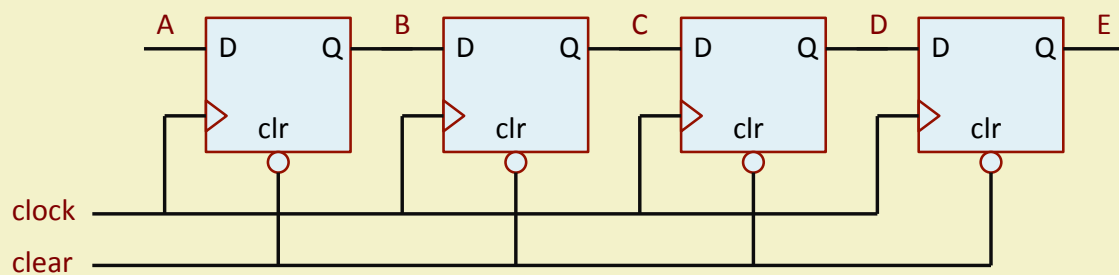 A B C D E
D Q D Q D Q D Q
clr clr clr clr
clock
clear